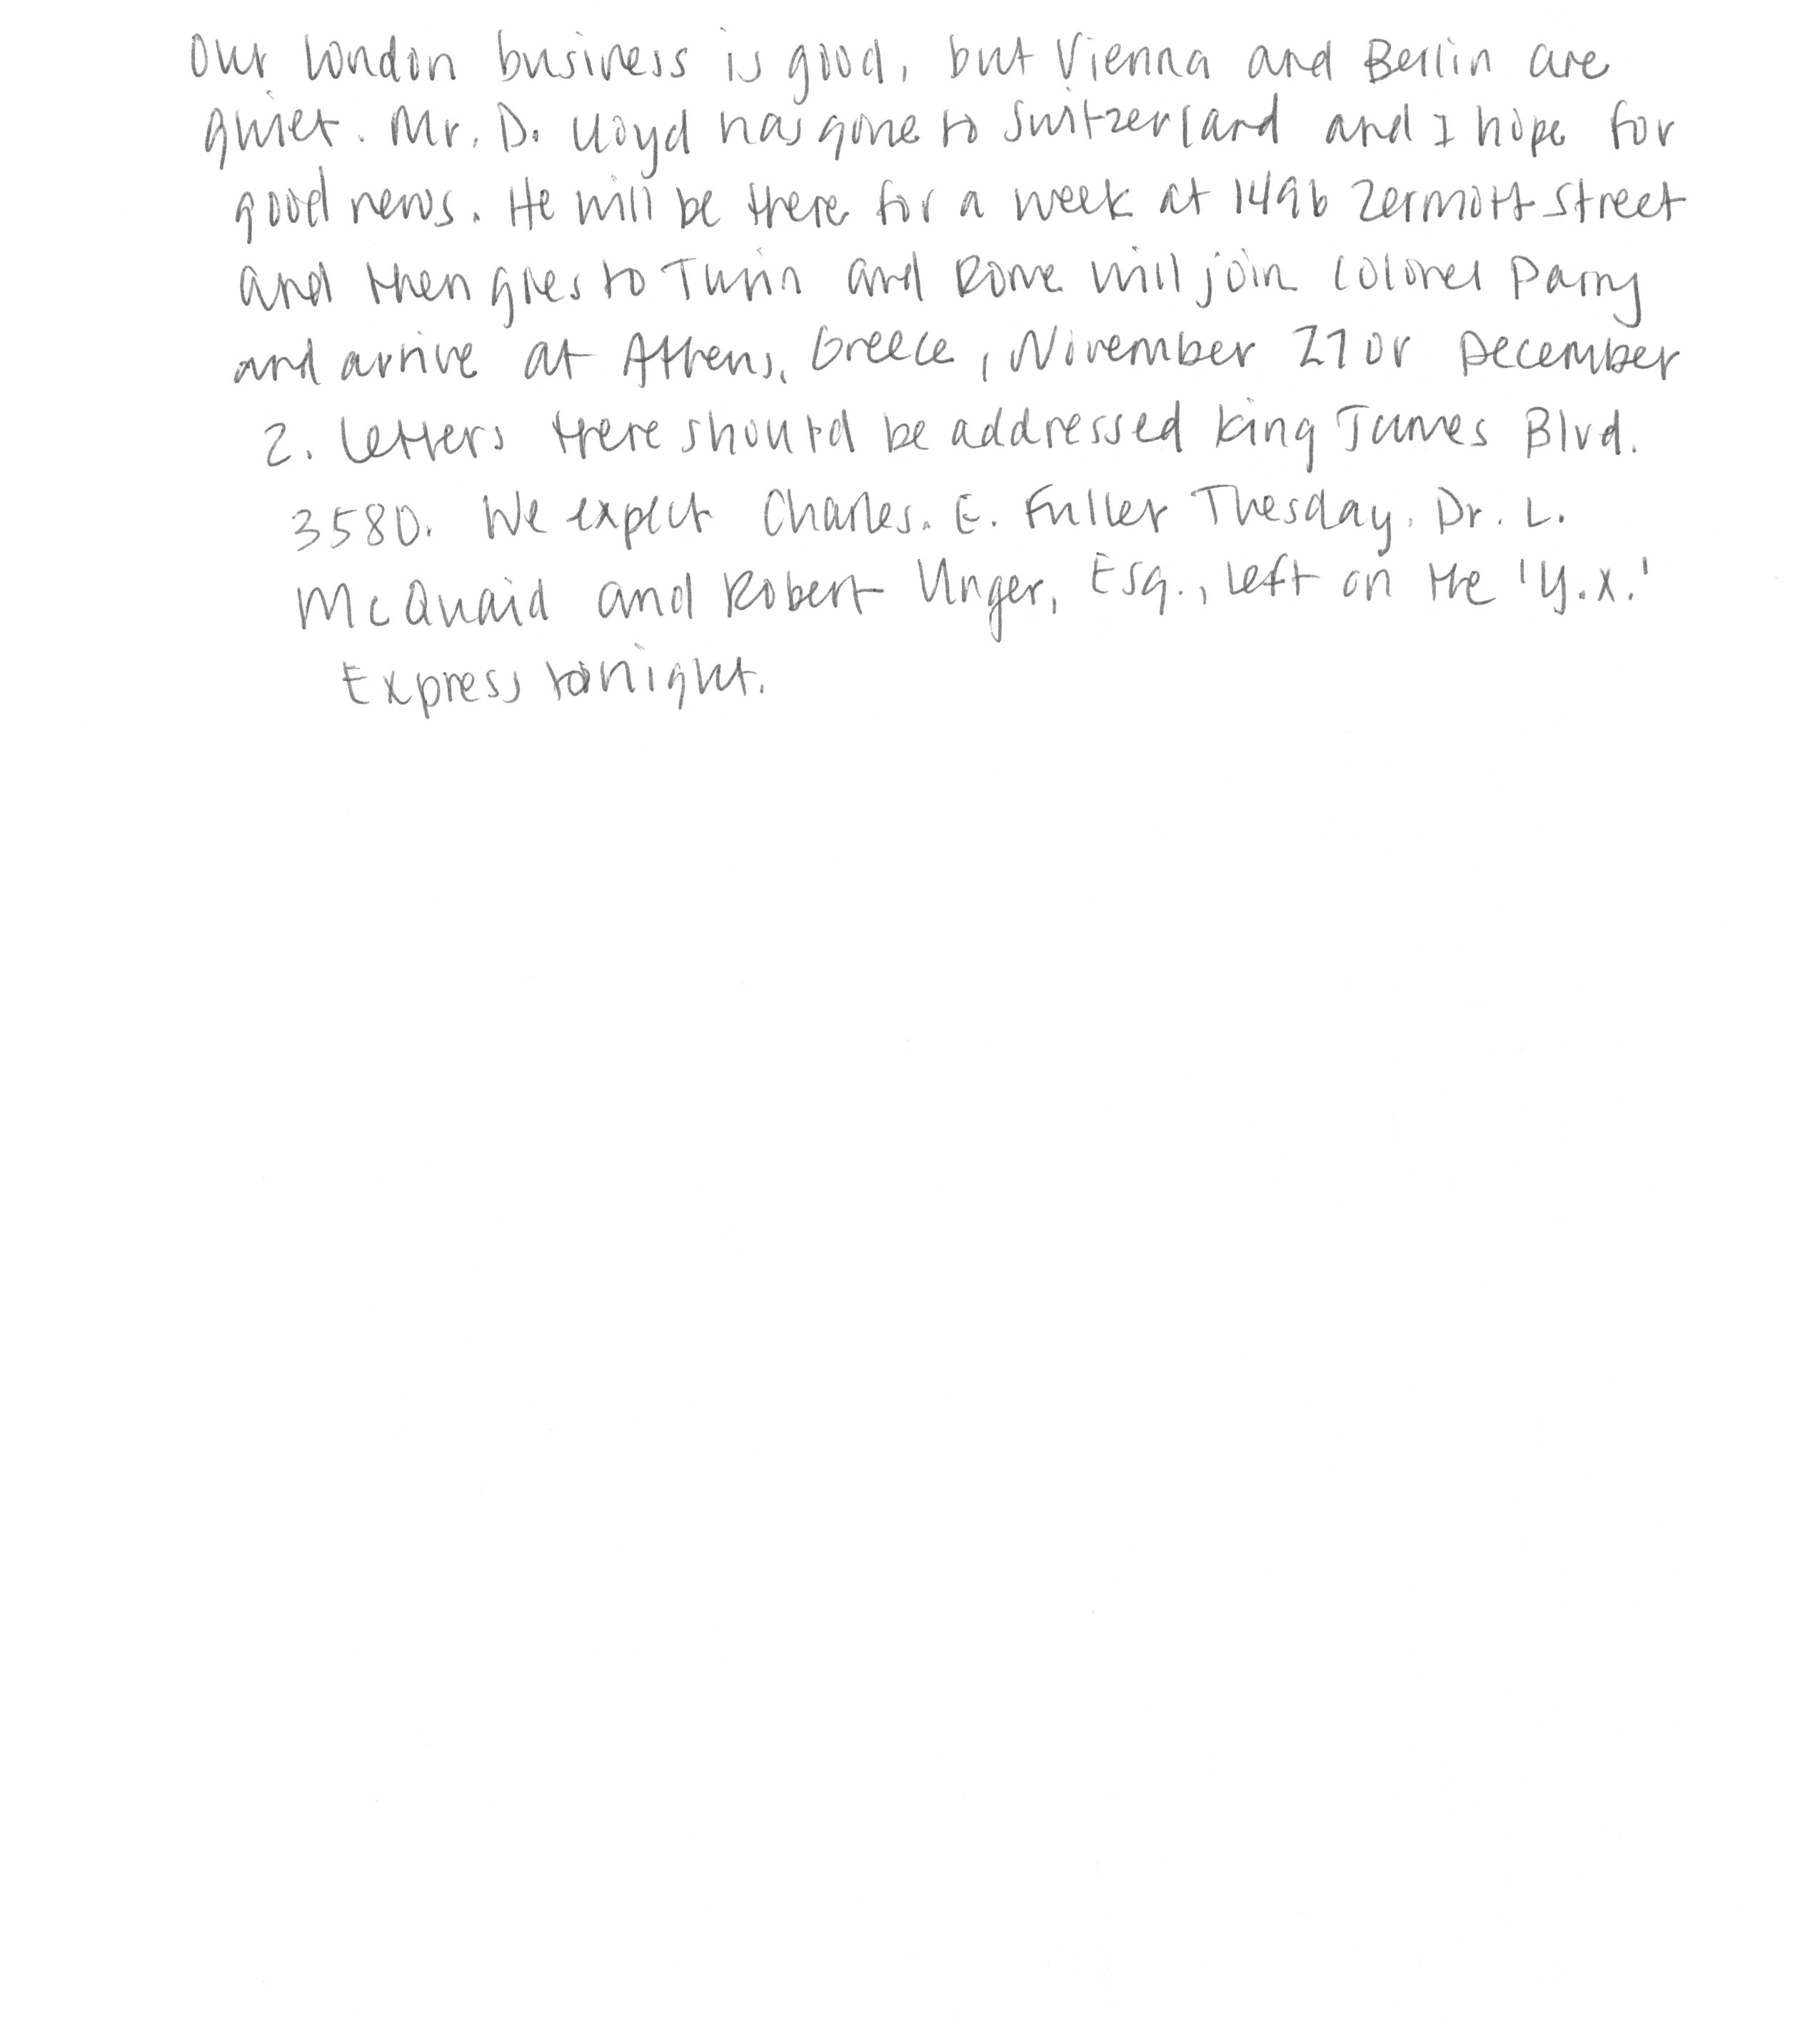 Our London business is good, but Vienna and Berlin are
quiet. Mr. D. Lloyd has gone to Switzerland and I hope for
good news. He will be there for a week at 1496 Zermott Street
and then goes to Turin and Rome will join Colonel Parry
and arrive at Athens, Greece, November 27 or December
2. Letters there should be addressed King James Blvd.
3580. We expect Charles. E. Fuller Tuesday. Dr. L.
McQuaid and Robert Unger, Esq., left on the 'Y.X.'
Express tonight.